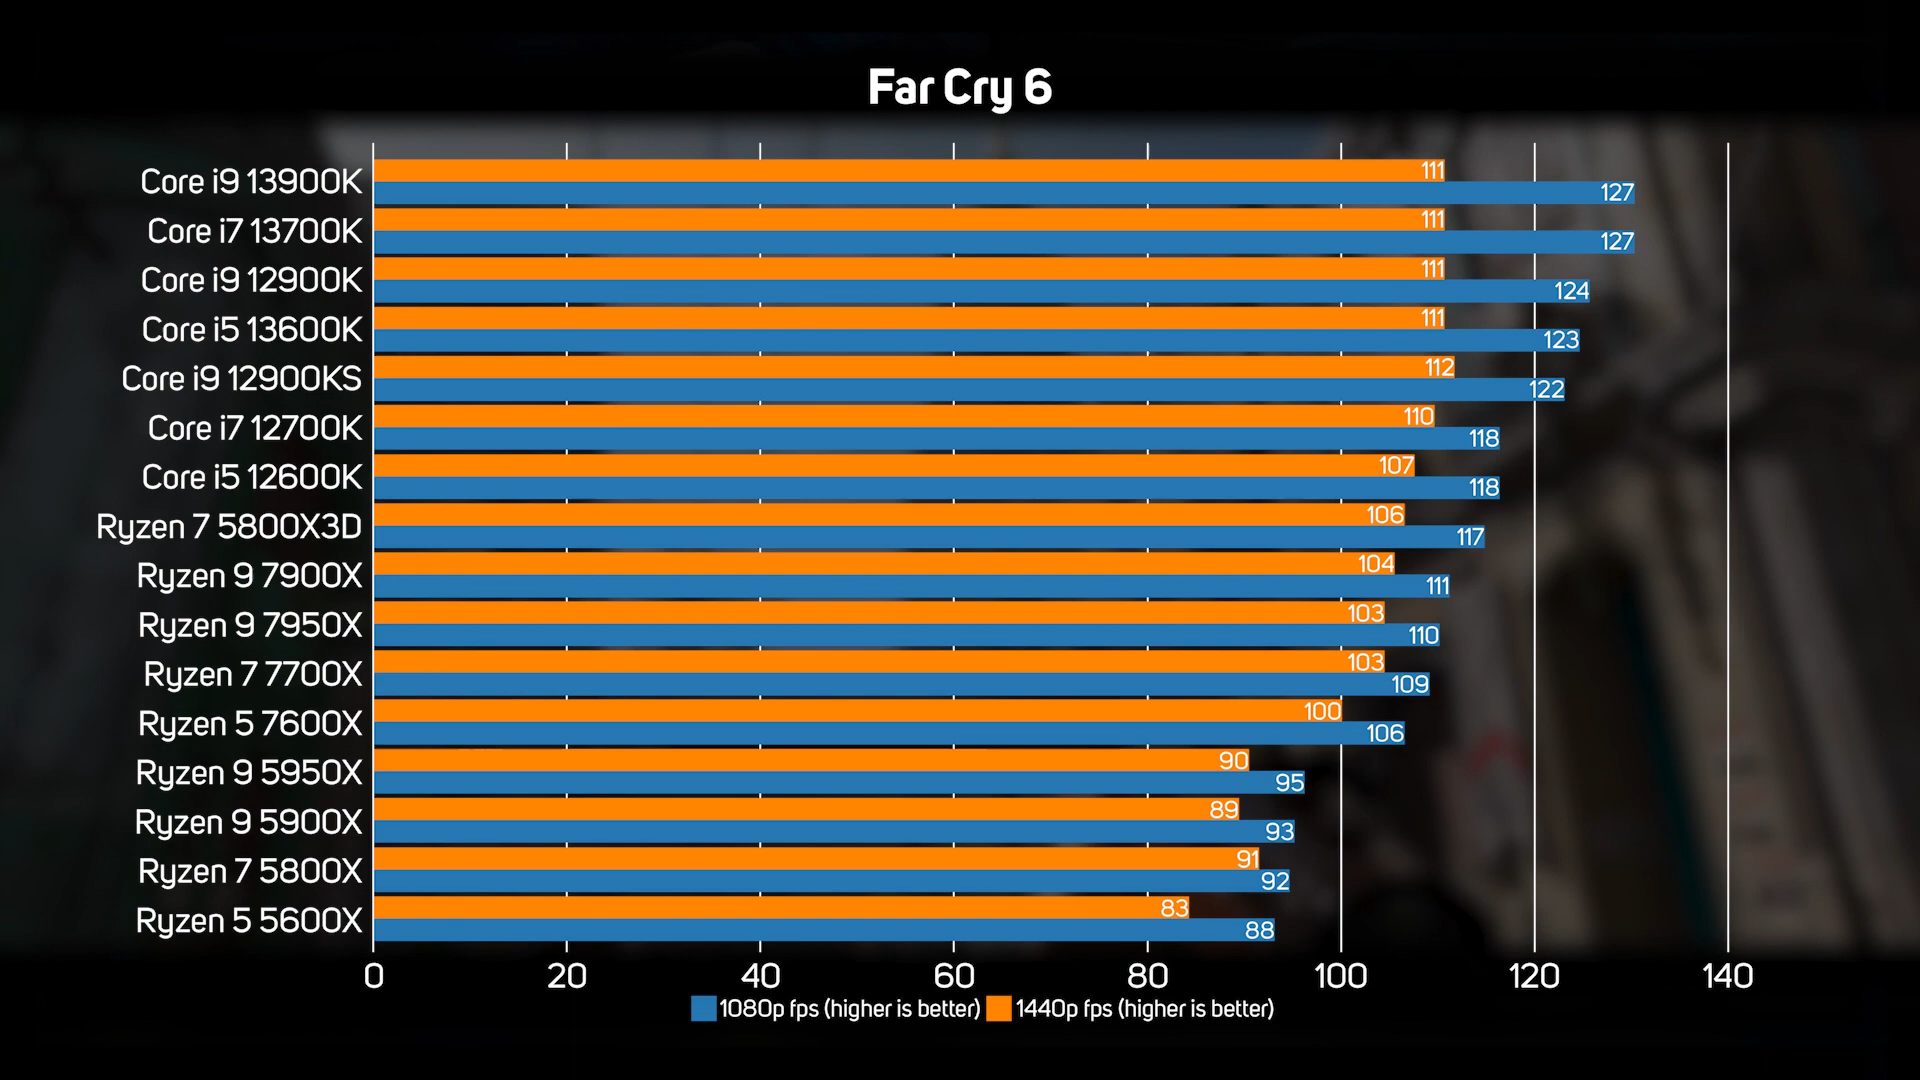 Far Cry 6
Core i9 13900K 111 127
Core i7 13700K 111 127
Core i9 12900K 111 124
Core i5 13600K 111 123
Core i9 12900KS 112 122
Core i7 12700K 110 118
Core i5 12600K 107 118
Ryzen 7 5800X3D 106 117
Ryzen 9 7900X 104 111
Ryzen 9 7950X 103 110
Ryzen 7 7700X 103 109
Ryzen 5 7600X 100 106
Ryzen 9 5950X 90 95
Ryzen 9 5900X 89 93
Ryzen 7 5800X 91 92
Ryzen 5 5600X 83 88
0 20 40 60 80 100 120 140
1080p fps (higher is better) 1440p fps (higher is better)